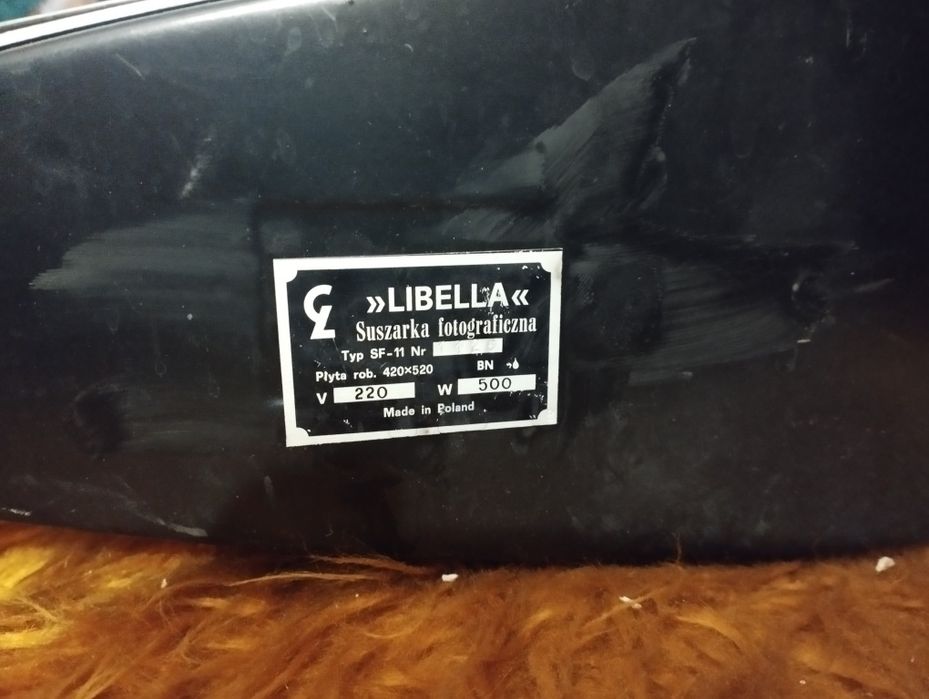 »LIBELLA«
Suszarka fotograficzna
Typ SF-11 Nr
Płyta rob. 420×520 BN
V 220 W 500
Made in Poland